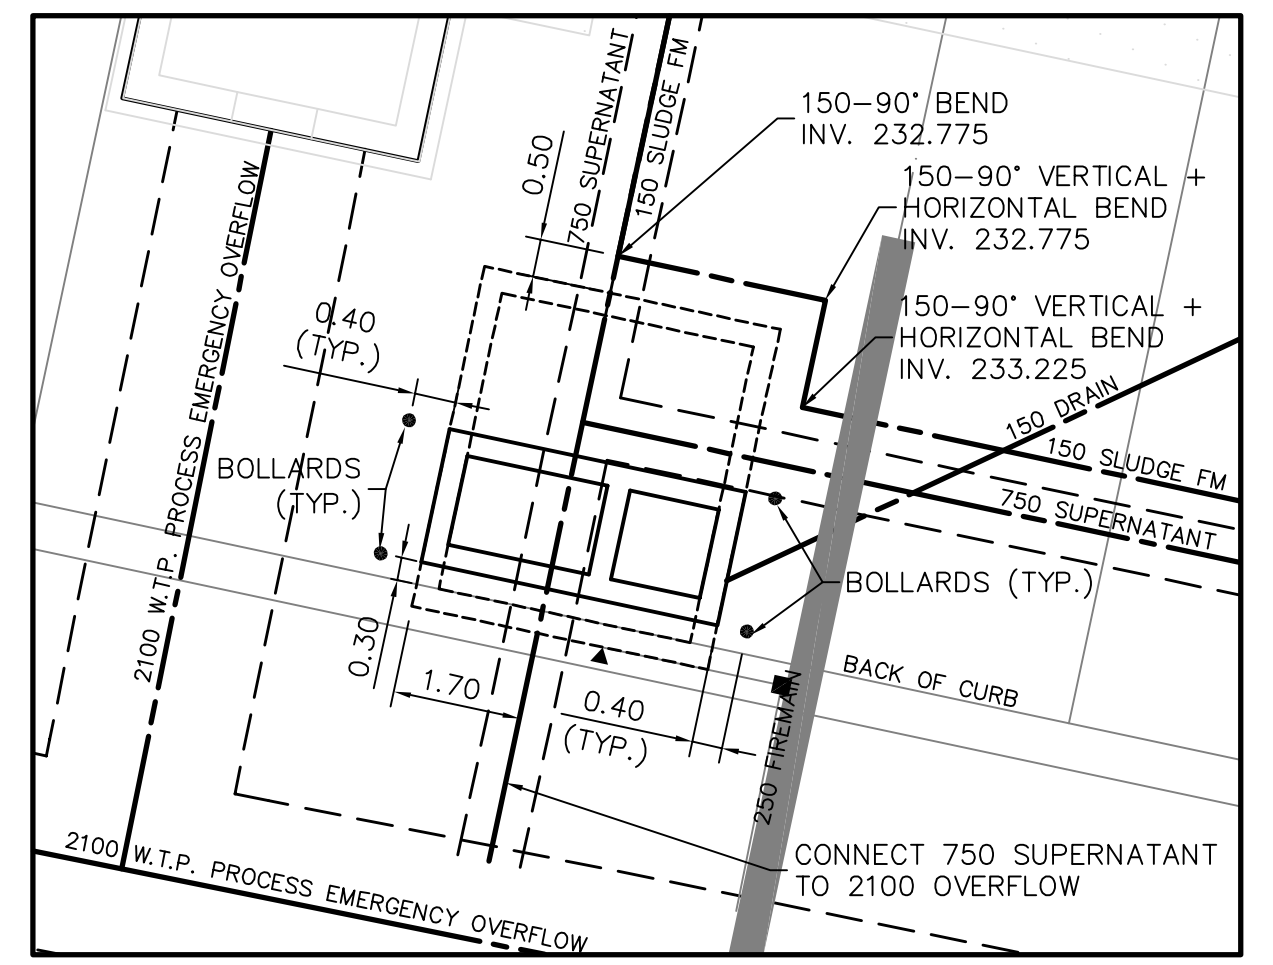 750 SUPERNATANT
150 SLUDGE FM
150-90° BEND
INV. 232.775
150-90° VERTICAL +
HORIZONTAL BEND
INV. 232.775
150-90° VERTICAL +
HORIZONTAL BEND
INV. 233.225
0.50
0.40
(TYP.)
2100 W.T.P. PROCESS EMERGENCY OVERFLOW
150 DRAIN
150 SLUDGE FM
750 SUPERNATANT
BOLLARDS
(TYP.)
BOLLARDS (TYP.)
0.30
1.70
0.40
(TYP.)
BACK OF CURB
250 FIREMAIN
CONNECT 750 SUPERNATANT
TO 2100 OVERFLOW
2100 W.T.P. PROCESS EMERGENCY OVERFLOW